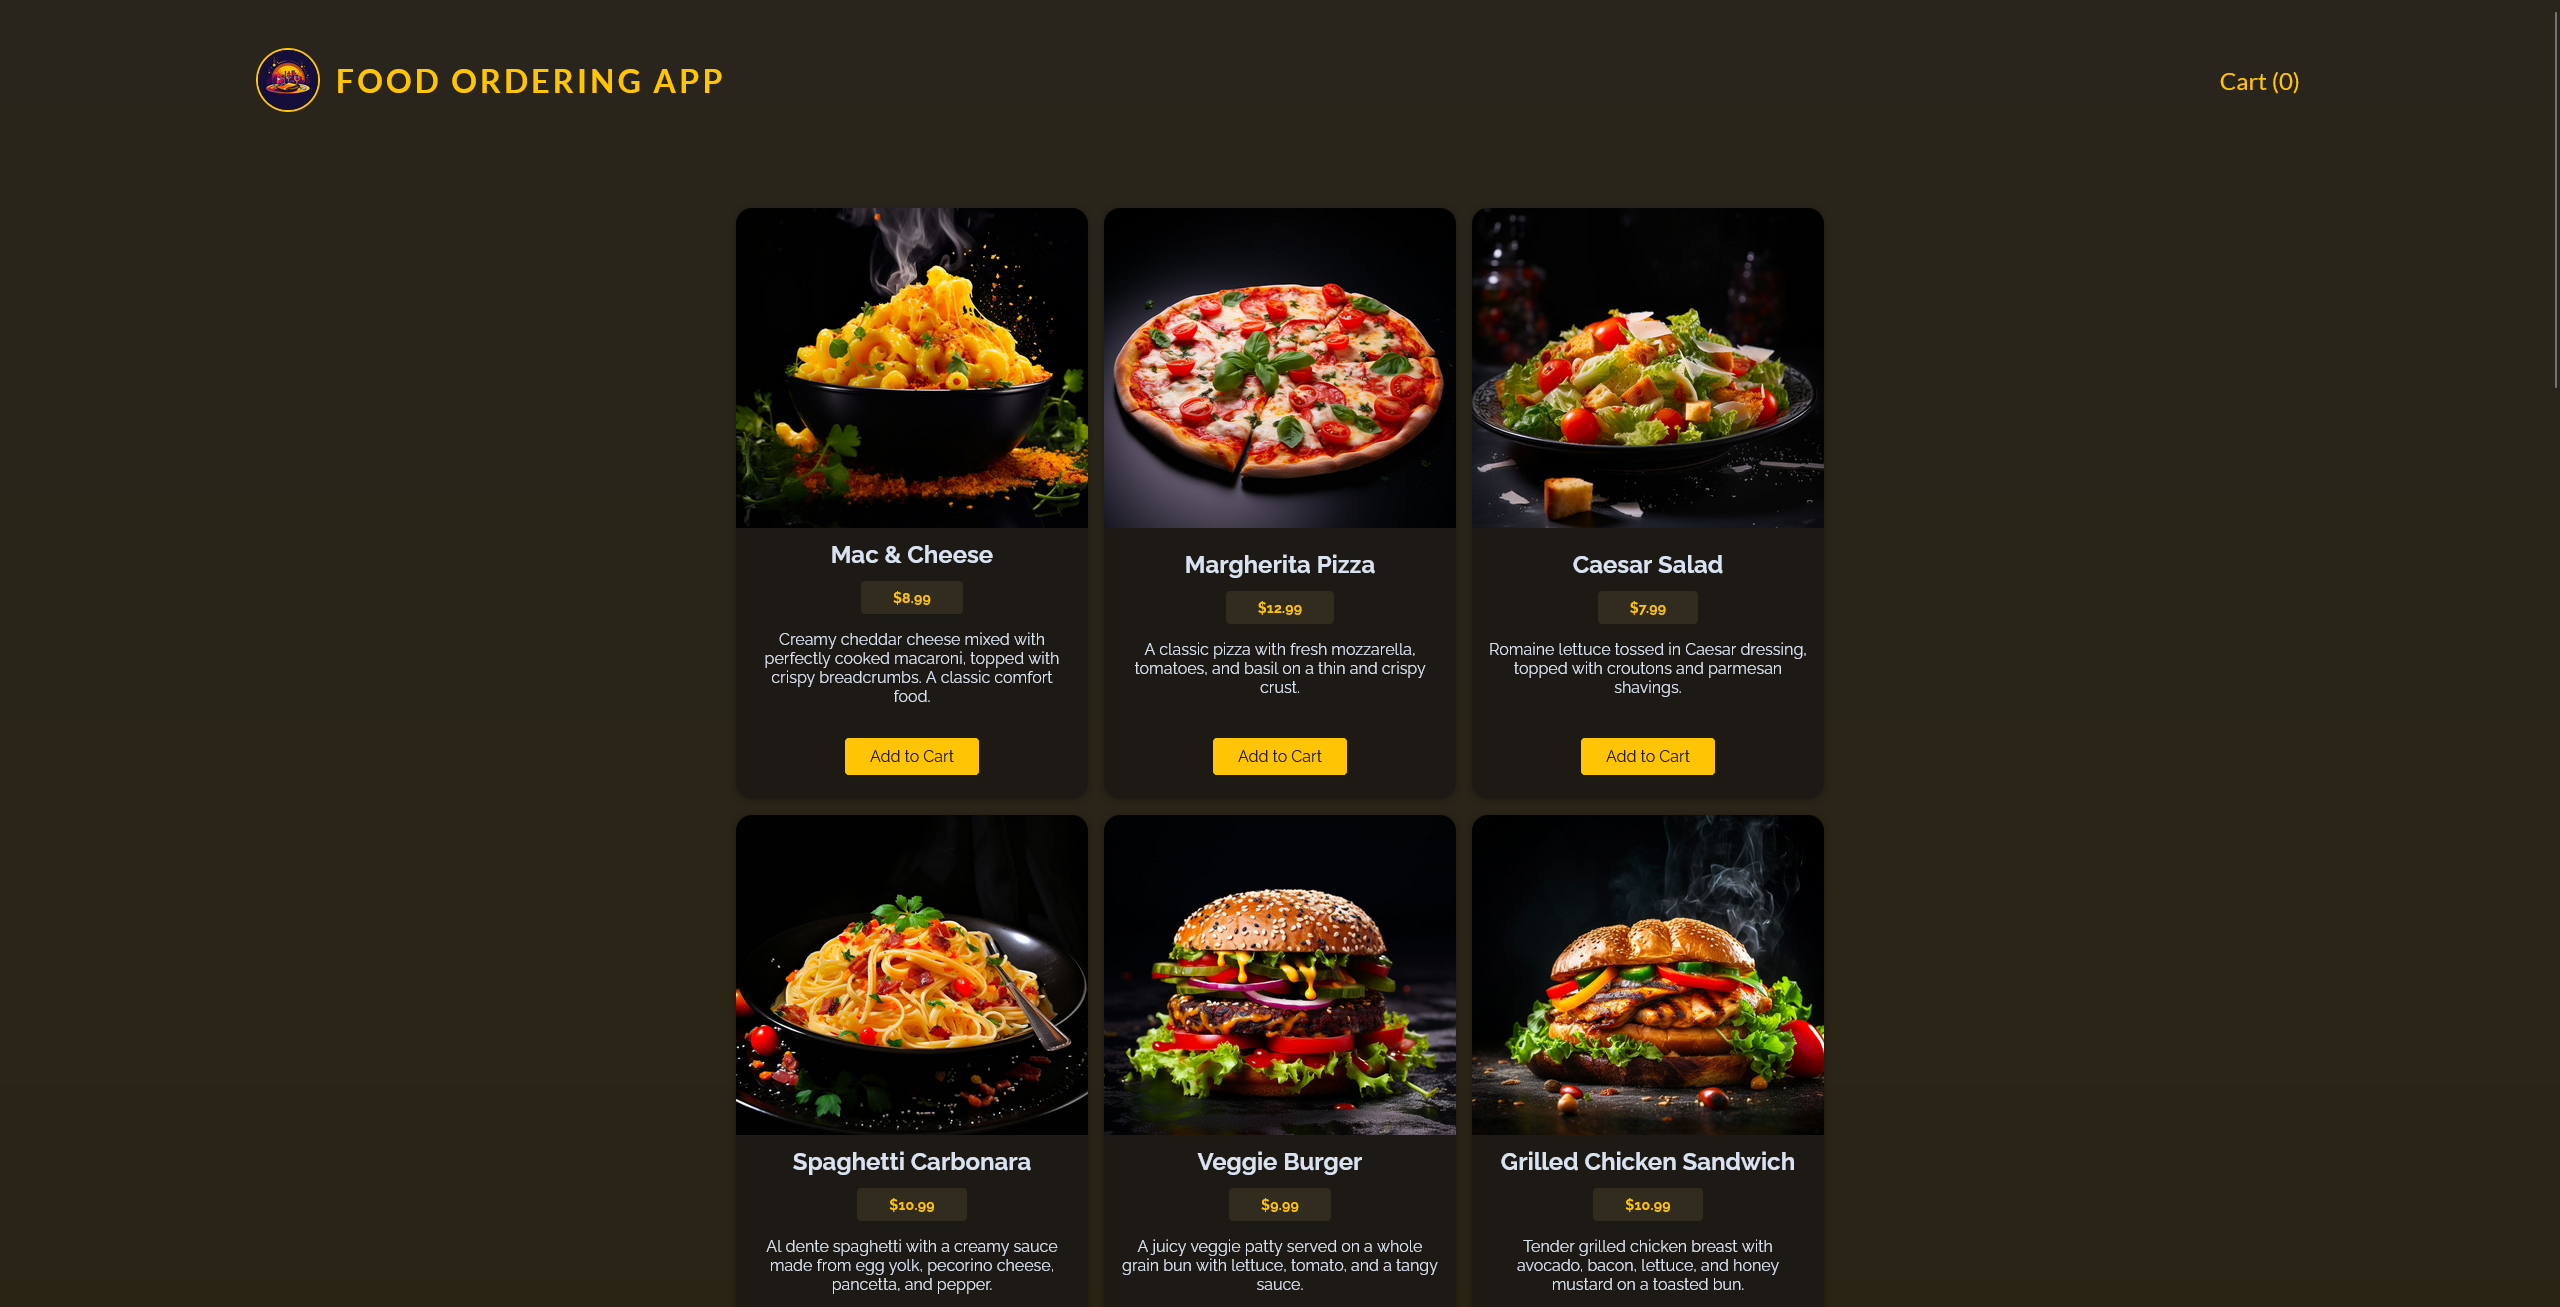 FOOD ORDERING APP
Cart (0)
Mac & Cheese
$8.99
Creamy cheddar cheese mixed with
perfectly cooked macaroni, topped with
crispy breadcrumbs. A classic comfort
food.
Add to Cart
Margherita Pizza
$12.99
A classic pizza with fresh mozzarella,
tomatoes, and basil on a thin and crispy
crust.
Add to Cart
Caesar Salad
$7.99
Romaine lettuce tossed in Caesar dressing,
topped with croutons and parmesan
shavings.
Add to Cart
Spaghetti Carbonara
$10.99
Al dente spaghetti with a creamy sauce
made from egg yolk, pecorino cheese,
pancetta, and pepper.
Veggie Burger
$9.99
A juicy veggie patty served on a whole
grain bun with lettuce, tomato, and a tangy
sauce.
Grilled Chicken Sandwich
$10.99
Tender grilled chicken breast with
avocado, bacon, lettuce, and honey
mustard on a toasted bun.